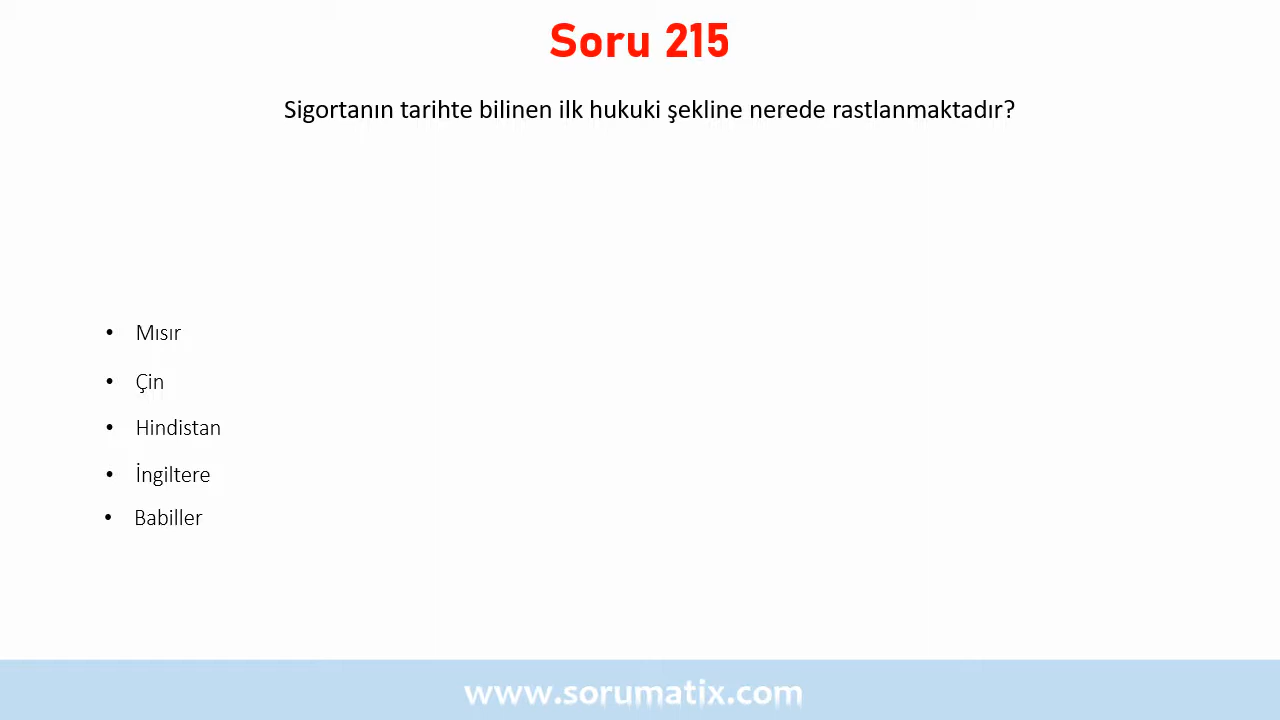 Soru 215
Sigortanın tarihte bilinen ilk hukuki şekline nerede rastlanmaktadır?
• Mısır
• Çin
• Hindistan
• İngiltere
• Babiller
www.sorumatix.com